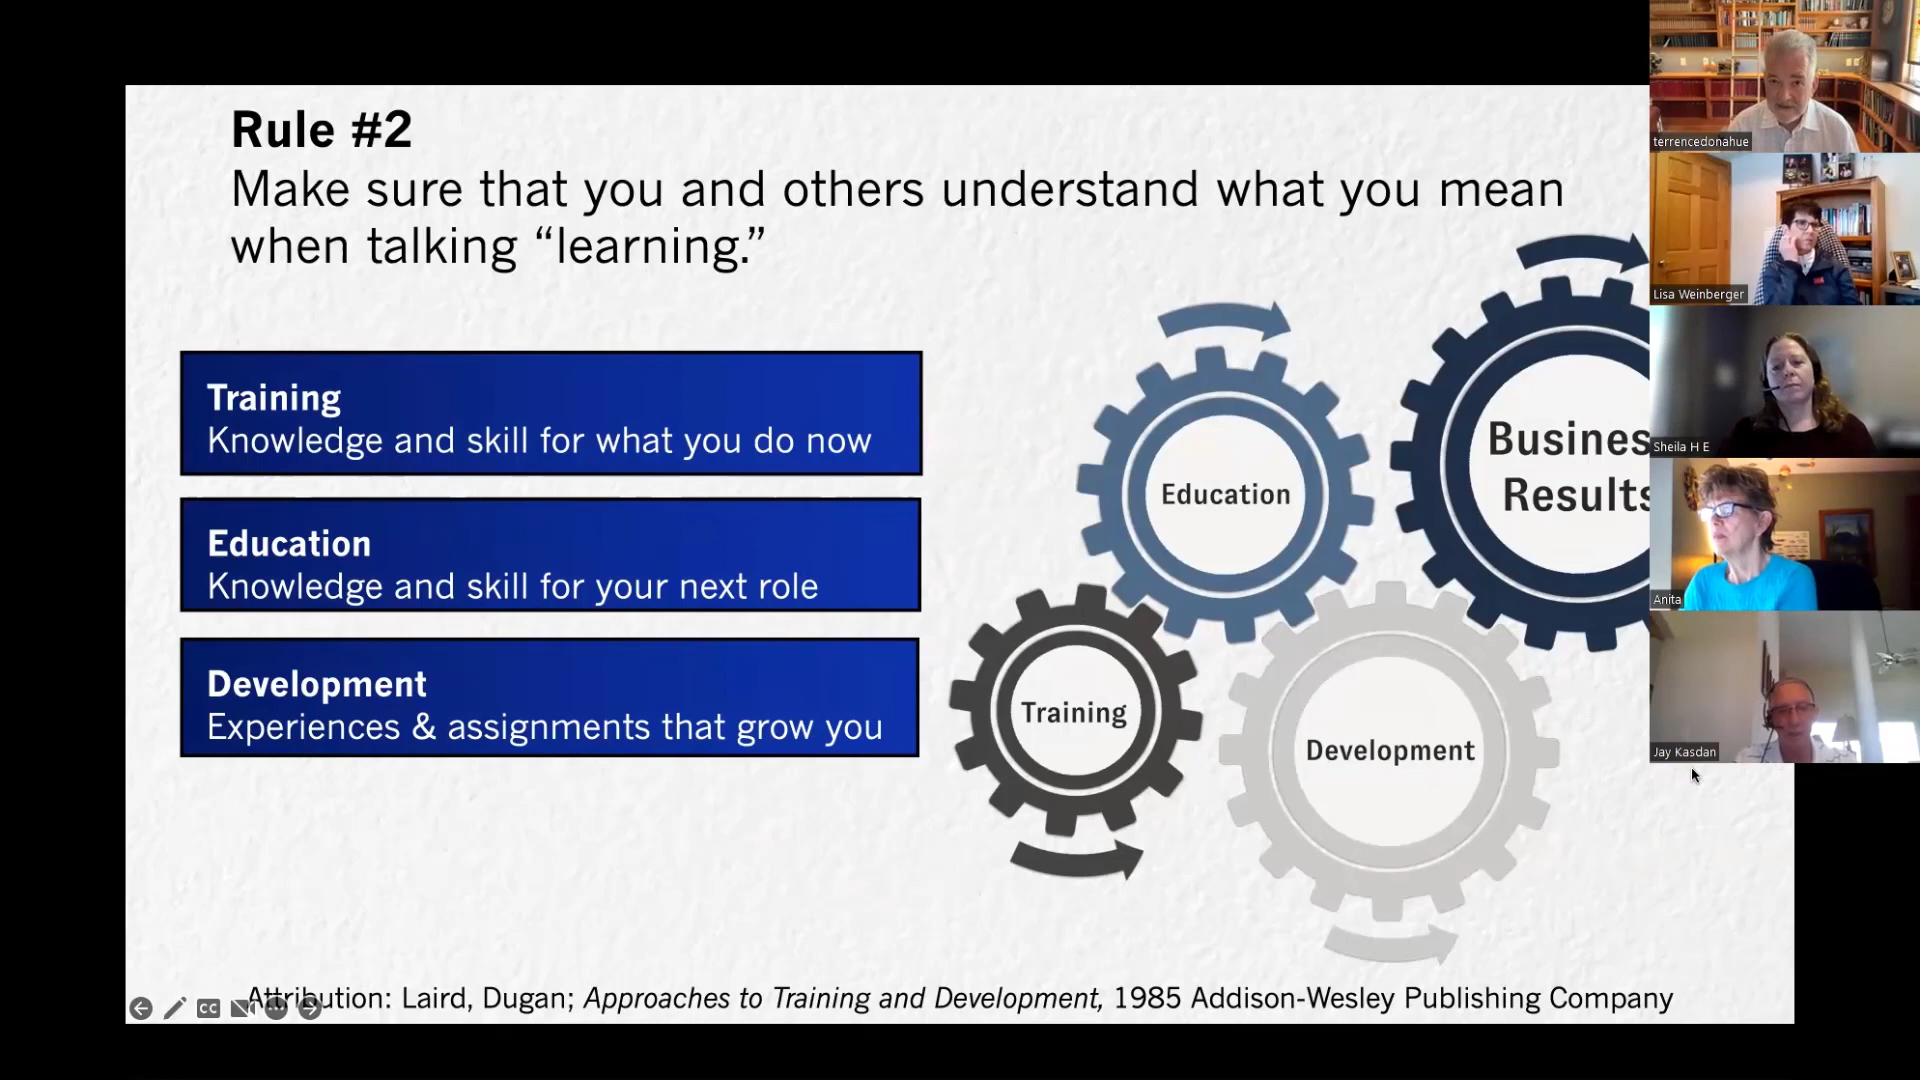 Rule #2
Make sure that you and others understand what you mean
when talking “learning.”
Training
Knowledge and skill for what you do now
Education
Knowledge and skill for your next role
Development
Experiences & assignments that grow you
Education
Busines
Results
Training
Development
Attribution: Laird, Dugan; Approaches to Training and Development, 1985 Addison-Wesley Publishing Company
CC
terrencedonahue
Lisa Weinberger
Sheila H E
Anita
Jay Kasdan